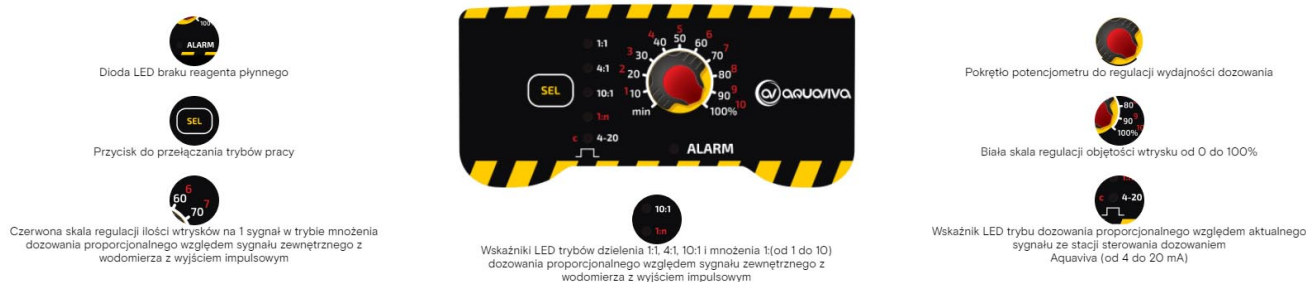 100
ALARM
Dioda LED braku reagenta płynnego
SEL
Przycisk do przełączania trybów pracy
6
60
7
70
Czerwona skala regulacji ilości wtrysków na 1 sygnał w trybie mnożenia
dozowania proporcjonalnego względem sygnału zewnętrznego z
wodomierza z wyjściem impulsowym
SEL
1:1
4:1
10:1
1:n
c 4-20
min
1 10
2 20
3 30
4 40
5 50
6 60
7 70
8 80
9 90
10 100%
aquaviva
ALARM
10:1
1:n
Wskaźniki LED trybów dzielenia 1:1, 4:1, 10:1 i mnożenia 1:(od 1 do 10)
dozowania proporcjonalnego względem sygnału zewnętrznego z
wodomierza z wyjściem impulsowym
Pokrętło potencjometru do regulacji wydajności dozowania
80
9
90
10
100%
Biała skala regulacji objętości wtrysku od 0 do 100%
c 4-20
Wskaźnik LED trybu dozowania proporcjonalnego względem aktualnego
sygnału ze stacji sterowania dozowaniem
Aquaviva (od 4 do 20 mA)